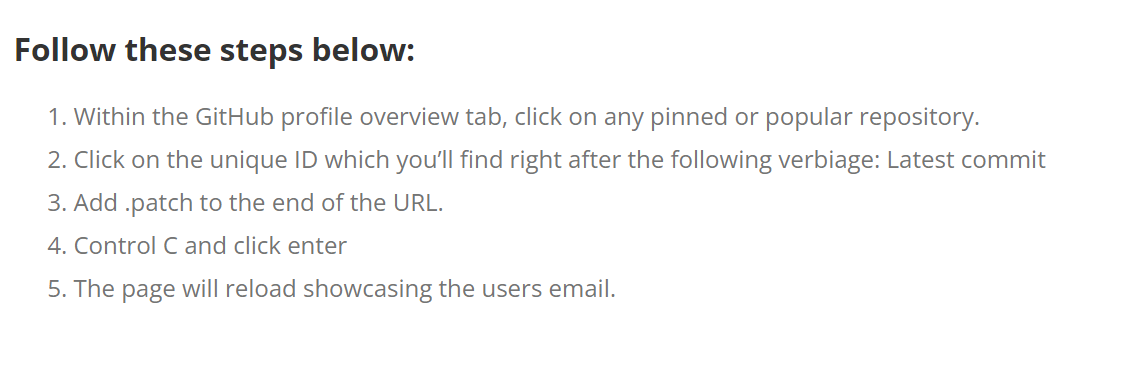 Follow these steps below:
1. Within the GitHub profile overview tab, click on any pinned or popular repository.
2. Click on the unique ID which you’ll find right after the following verbiage: Latest commit
3. Add .patch to the end of the URL.
4. Control C and click enter
5. The page will reload showcasing the users email.